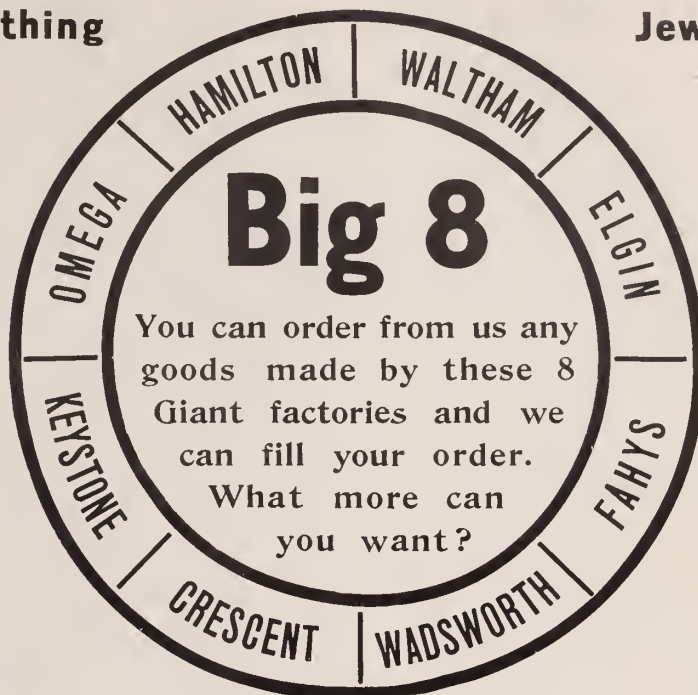 thing
Jew
HAMILTON
WALTHAM
ELGIN
FAHYS
WADSWORTH
CRESCENT
KEYSTONE
OMEGA
Big 8
You can order from us any
goods made by these 8
Giant factories and we
can fill your order.
What more can
you want?